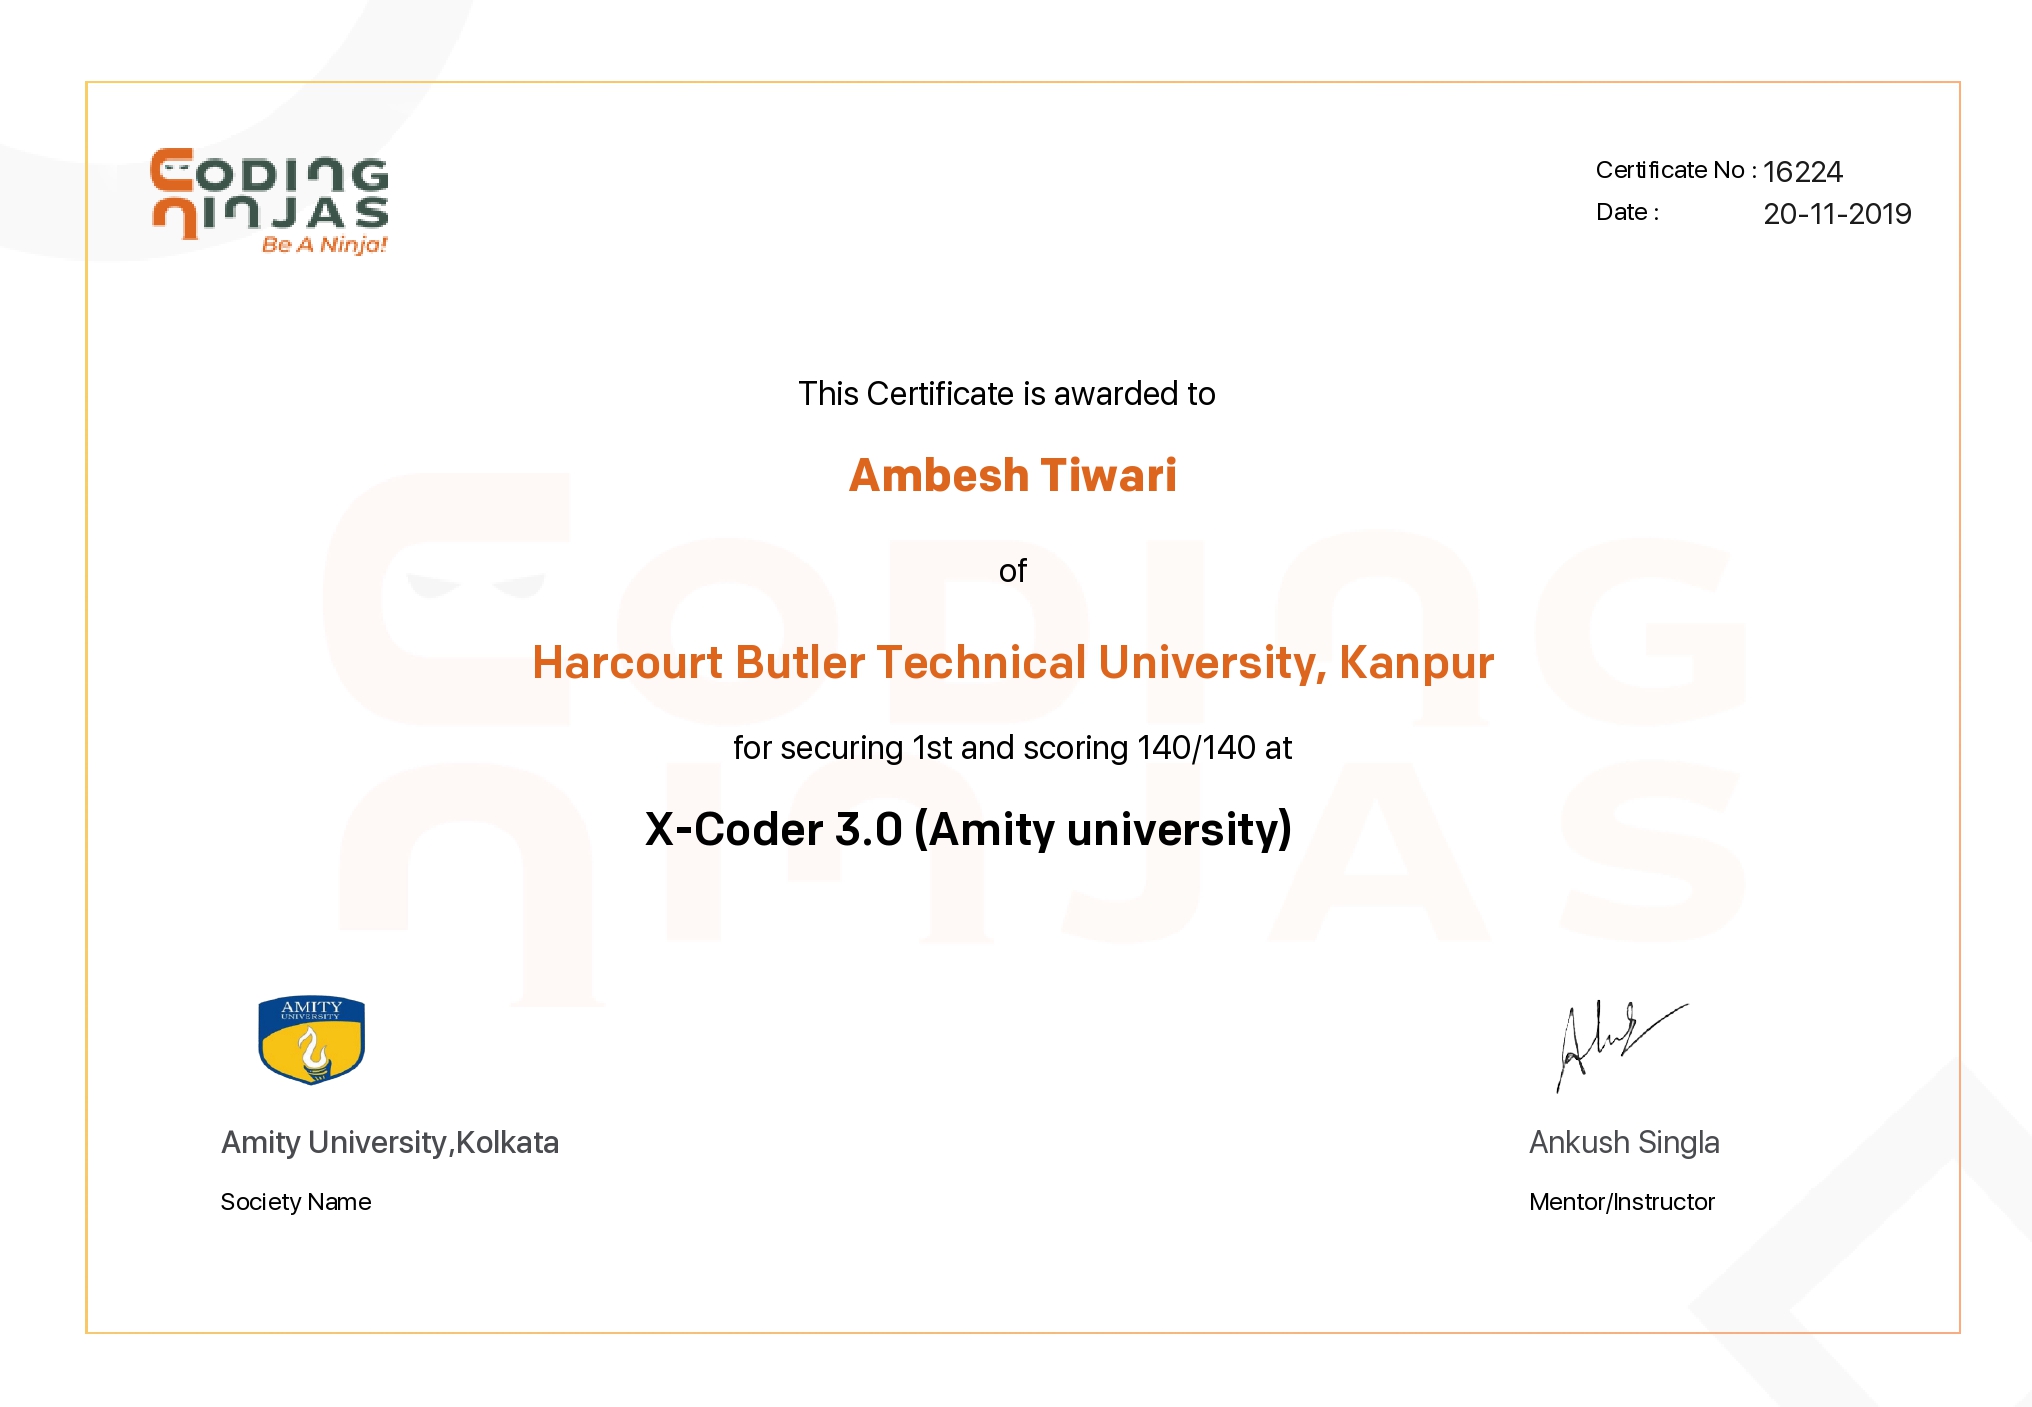 CODING
NINJAS
Be A Ninja!
Certificate No : 16224
Date : 20-11-2019
This Certificate is awarded to
Ambesh Tiwari
of
Harcourt Butler Technical University, Kanpur
for securing 1st and scoring 140/140 at
X-Coder 3.0 (Amity university)
CODING
NINJAS
AMITY
UNIVERSITY
Amity University,Kolkata
Society Name
Ankush Singla
Mentor/Instructor